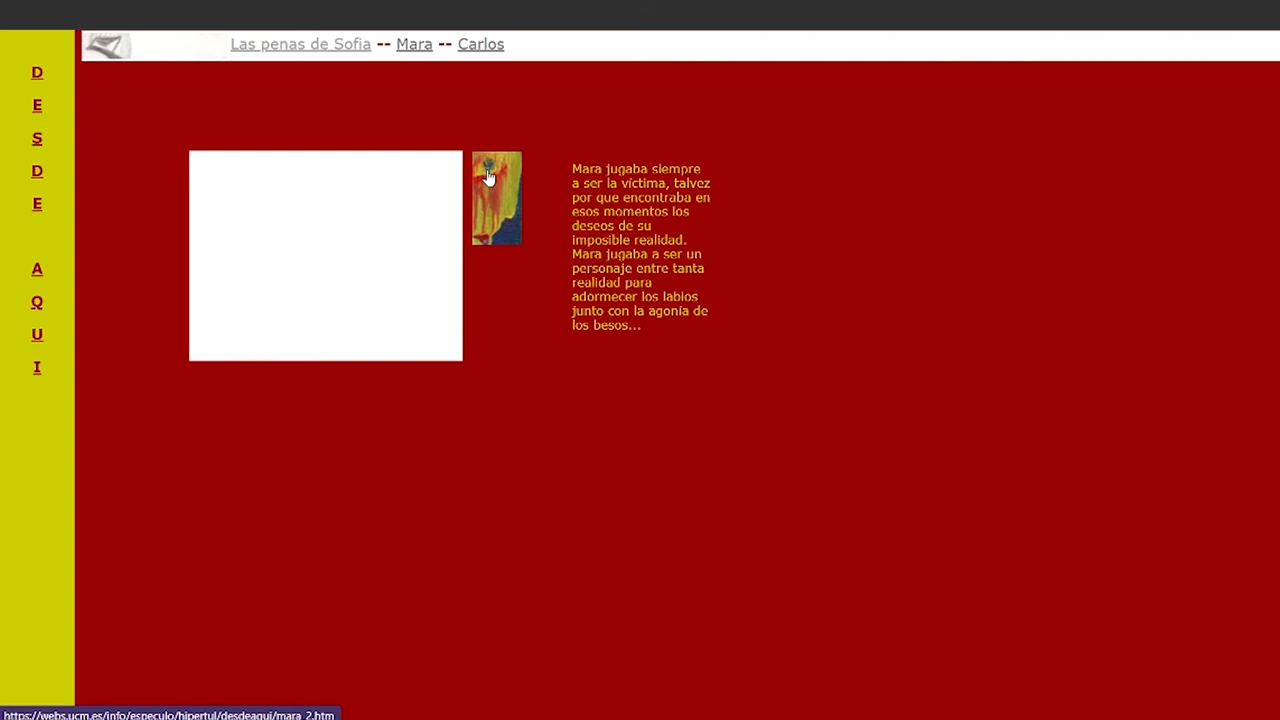 Las penas de Sofia -- Mara -- Carlos
D
E
S
D
E
A
Q
U
I
Mara jugaba siempre
a ser la víctima, talvez
por que encontraba en
esos momentos los
deseos de su
imposible realidad.
Mara jugaba a ser un
personaje entre tanta
realidad para
adormecer los labios
junto con la agonía de
los besos...
https://webs.ucm.es/info/especulo/hipertul/desdeaqui/mara_2.htm